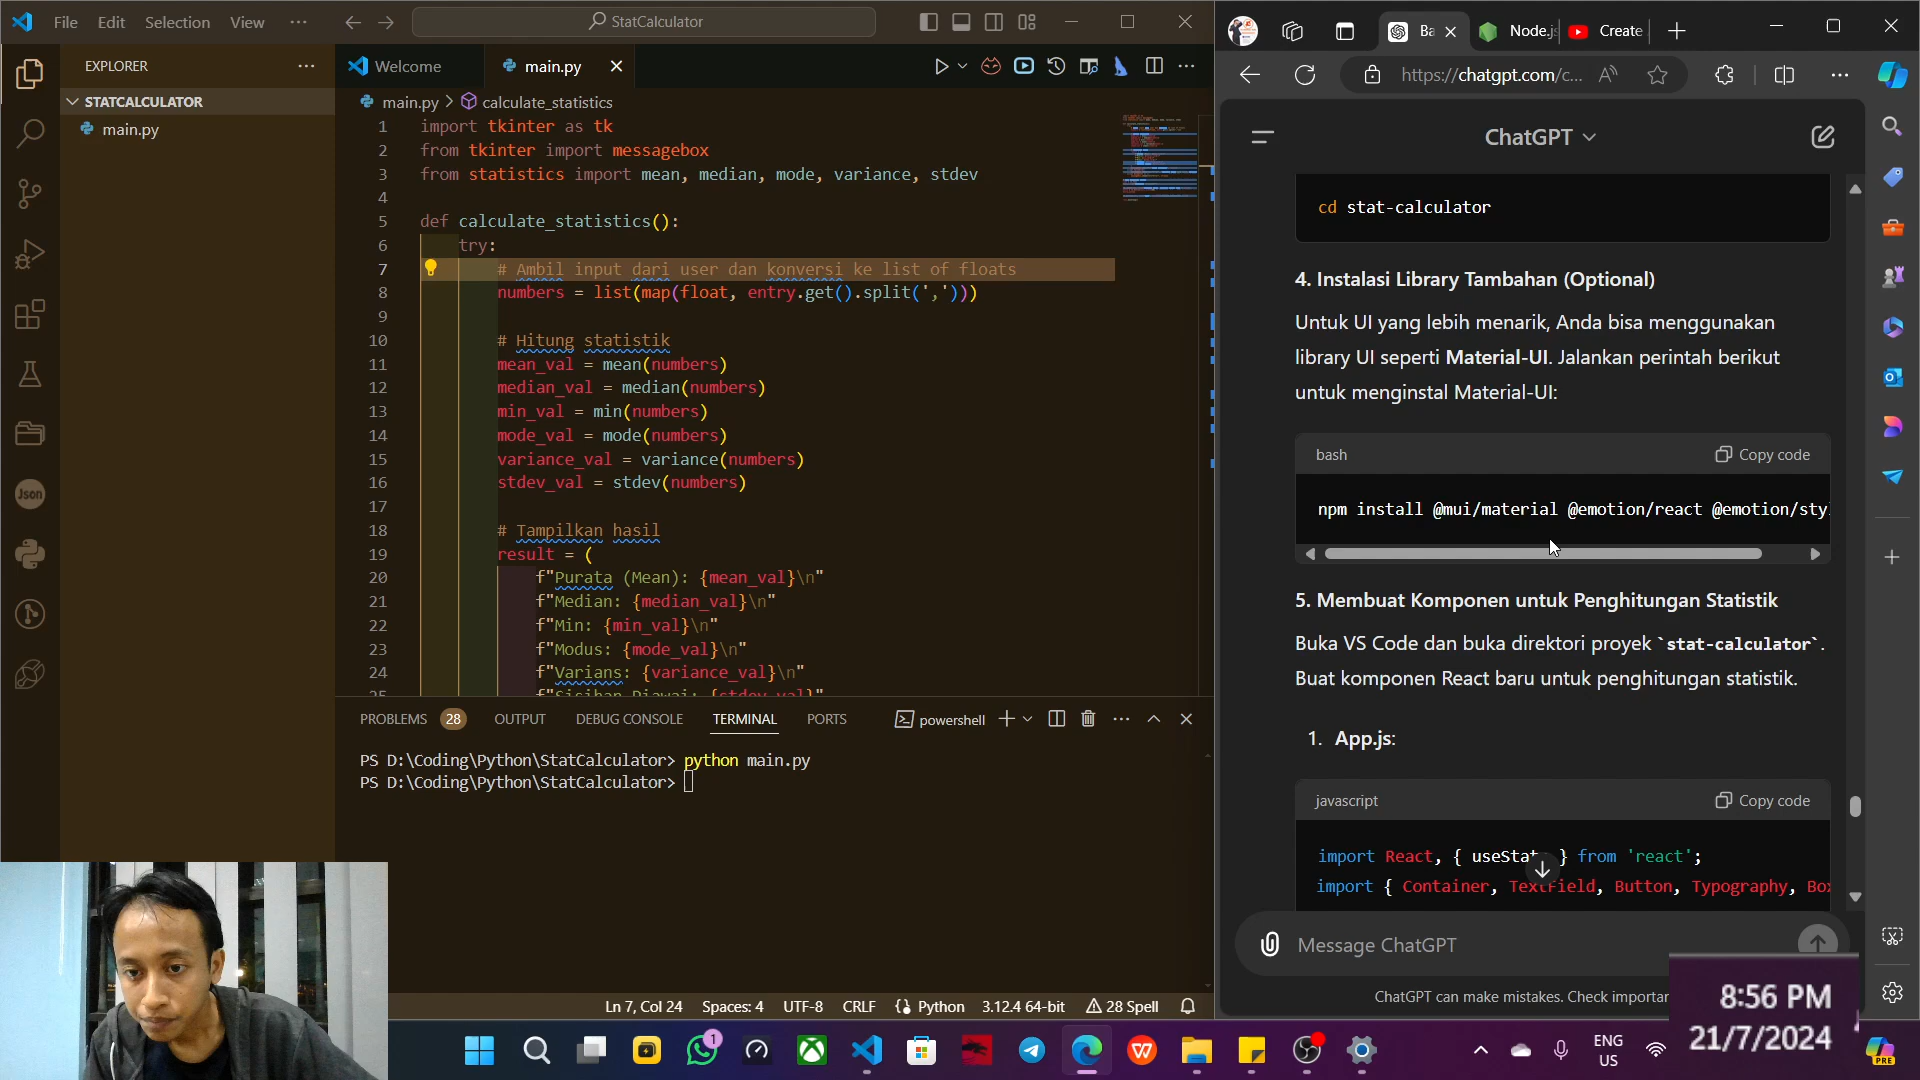 File Edit Selection View ···
StatCalculator
EXPLORER ···
STATCALCULATOR
main.py
Welcome
main.py
main.py > calculate_statistics
1 import tkinter as tk
2 from tkinter import messagebox
3 from statistics import mean, median, mode, variance, stdev
4
5 def calculate_statistics():
6 try:
7 # Ambil input dari user dan konversi ke list of floats
8 numbers = list(map(float, entry.get().split(',')))
9
10 # Hitung statistik
11 mean_val = mean(numbers)
12 median_val = median(numbers)
13 min_val = min(numbers)
14 mode_val = mode(numbers)
15 variance_val = variance(numbers)
16 stdev_val = stdev(numbers)
17
18 # Tampilkan hasil
19 result = (
20 f"Purata (Mean): {mean_val}\n"
21 f"Median: {median_val}\n"
22 f"Min: {min_val}\n"
23 f"Modus: {mode_val}\n"
24 f"Varians: {variance_val}\n"
25 f"Sisihan Piawai: {stdev_val}"
PROBLEMS 28 OUTPUT DEBUG CONSOLE TERMINAL PORTS powershell
PS D:\Coding\Python\StatCalculator> python main.py
PS D:\Coding\Python\StatCalculator>
Ln 7, Col 24 Spaces: 4 UTF-8 CRLF {} Python 3.12.4 64-bit 28 Spell
Json
Ba Node.js Create
https://chatgpt.com/c...
ChatGPT
cd stat-calculator
4. Instalasi Library Tambahan (Optional)
Untuk UI yang lebih menarik, Anda bisa menggunakan
library UI seperti Material-UI. Jalankan perintah berikut
untuk menginstal Material-UI:
bash Copy code
npm install @mui/material @emotion/react @emotion/sty
5. Membuat Komponen untuk Penghitungan Statistik
Buka VS Code dan buka direktori proyek `stat-calculator`.
Buat komponen React baru untuk penghitungan statistik.
1. App.js:
javascript Copy code
import React, { useState } from 'react';
import { Container, TextField, Button, Typography, Box
Message ChatGPT
ChatGPT can make mistakes. Check importan
8:56 PM
21/7/2024
1
ENG
US
PRE